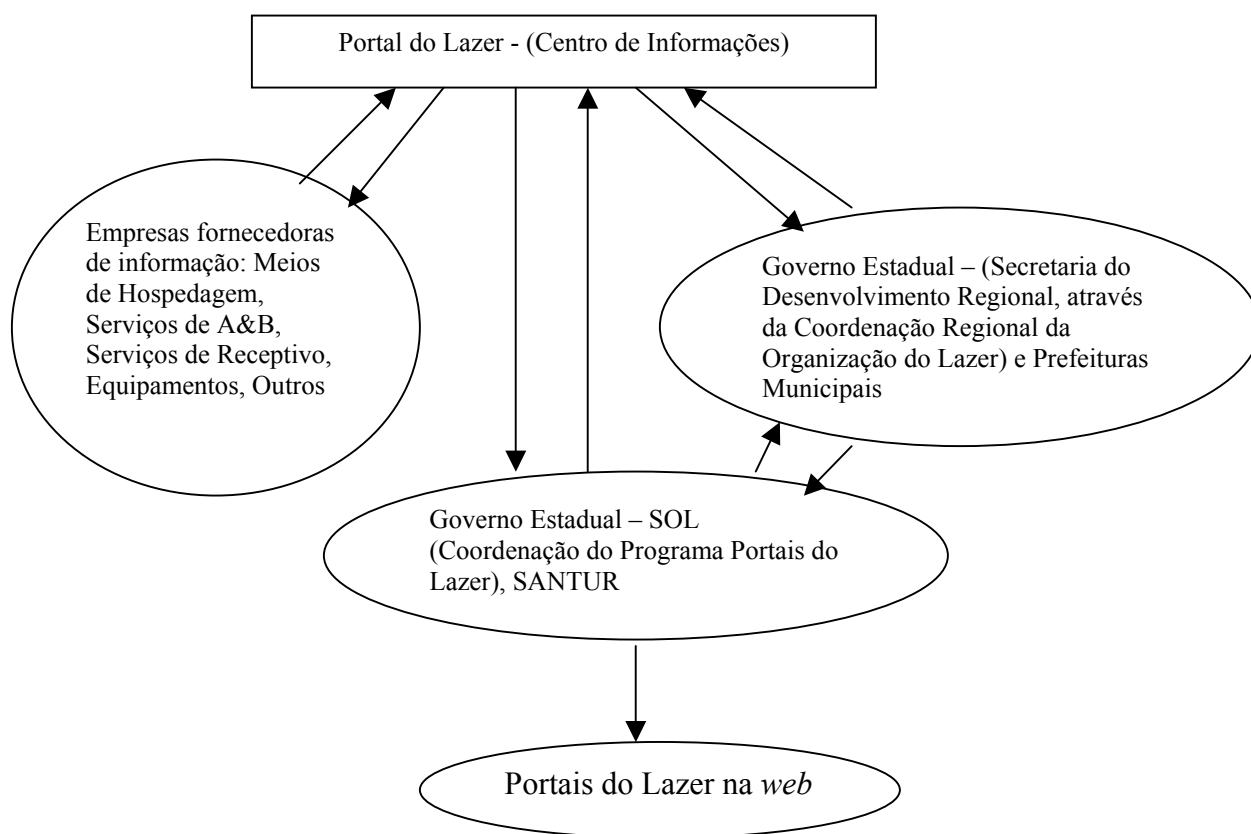 Portal do Lazer - (Centro de Informações)
Empresas fornecedoras
de informação: Meios
de Hospedagem,
Serviços de A&B,
Serviços de Receptivo,
Equipamentos, Outros
Governo Estadual – (Secretaria do
Desenvolvimento Regional, através
da Coordenação Regional da
Organização do Lazer) e Prefeituras
Municipais
Governo Estadual – SOL
(Coordenação do Programa Portais do
Lazer), SANTUR
Portais do Lazer na web